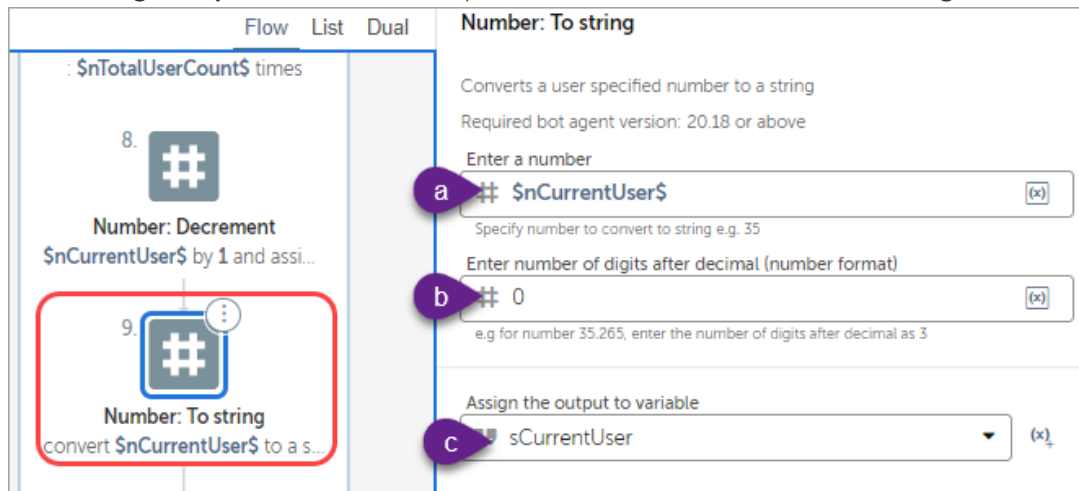 Flow List Dual
: $nTotalUserCount$ times
8.
Number: Decrement
$nCurrentUser$ by 1 and assi...
9.
Number: To string
convert $nCurrentUser$ to a s...
Number: To string
Converts a user specified number to a string
Required bot agent version: 20.18 or above
Enter a number
a $nCurrentUser$ (x)
Specify number to convert to string e.g. 35
Enter number of digits after decimal (number format)
b 0 (x)
e.g for number 35.265, enter the number of digits after decimal as 3
Assign the output to variable
c sCurrentUser (x)+